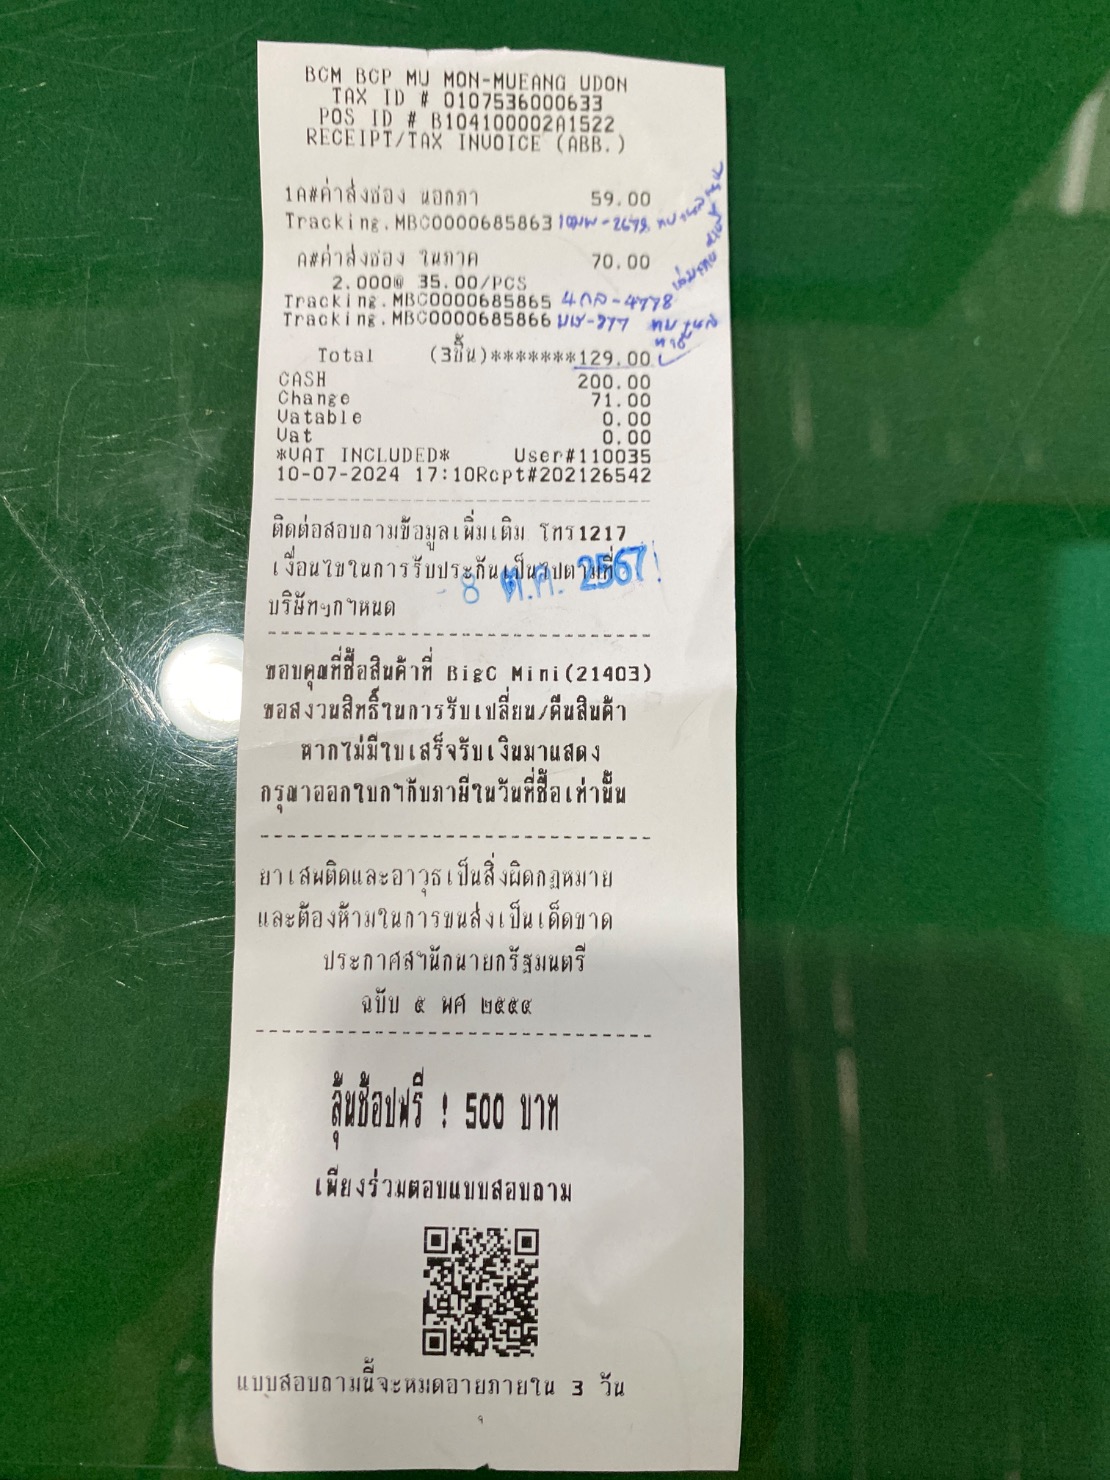 BCM BCP MU MON-MUEANG UDON
TAX ID # 0107536000633
POS ID # B104100002A1522
RECEIPT/TAX INVOICE (ABB.)
1A#ค่าส่งซอง นอกภา 59.00
Tracking.MBC0000685863 1ฒพ-2678
A#ค่าส่งซอง ในภาค 70.00
2.000@ 35.00/PCS
Tracking.MBC0000685865 4กล-4778
Tracking.MBC0000685866
Total (3ชิ้น)*******129.00
CASH 200.00
Change 71.00
Vatable 0.00
Vat 0.00
*VAT INCLUDED* User#110035
10-07-2024 17:10Rcpt#202126542
ติดต่อสอบถามข้อมูลเพิ่มเติม โทร1217
เงื่อนไขในการรับประกันเป็นไปตามที่
- 8 ต.ค. 2567
บริษัทฯกำหนด
ขอบคุณที่ซื้อสินค้าที่ BigC Mini(21403)
ขอสงวนสิทธิ์ในการรับเปลี่ยน/คืนสินค้า
หากไม่มีใบเสร็จรับเงินมาแสดง
กรุณาออกใบกำกับภาษีในวันที่ซื้อเท่านั้น
ยาเสพติดและอาวุธเป็นสิ่งผิดกฎหมาย
และต้องห้ามในการขนส่งเป็นเด็ดขาด
ประกาศสำนักนายกรัฐมนตรี
ฉบับ ๕ พศ ๒๕๕๔
ลุ้นช้อปฟรี ! 500 บาท
เพียงร่วมตอบแบบสอบถาม
แบบสอบถามนี้จะหมดอายุภายใน 3 วัน